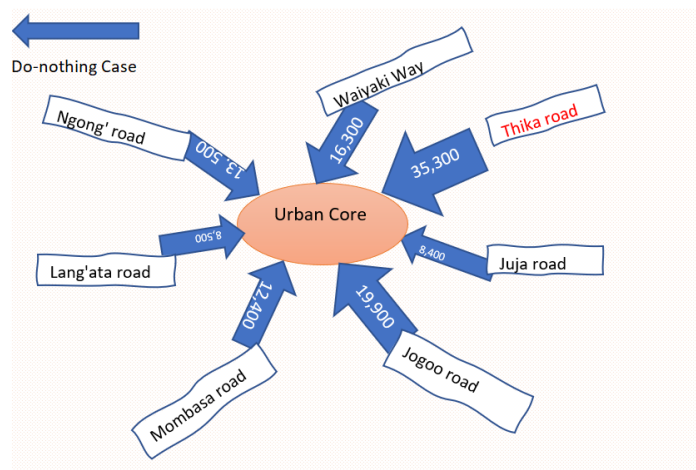 Do-nothing Case
Waiyaki Way
16,300
Thika road
35,300
Ngong' road
13, 500
Urban Core
8,500
Lang'ata road
8,400
Juja road
12,400
19,900
Mombasa road
Jogoo road